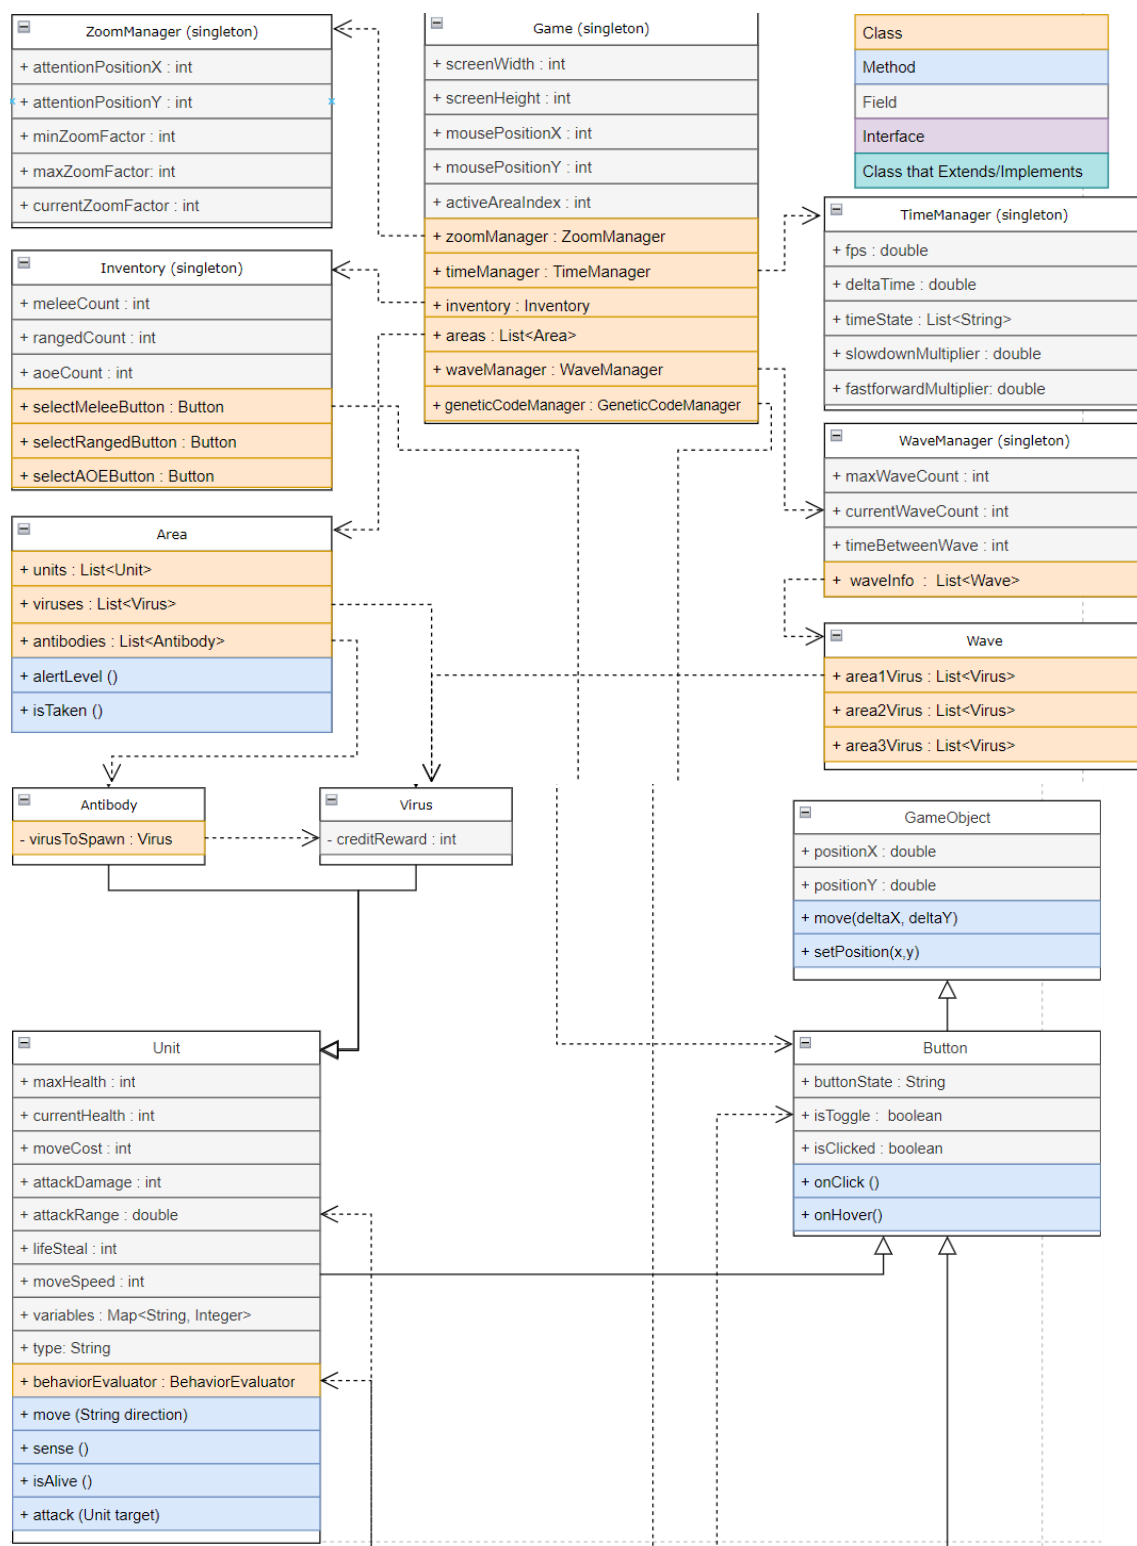 ZoomManager (singleton)
+ attentionPositionX : int
+ attentionPositionY : int
+ minZoomFactor : int
+ maxZoomFactor: int
+ currentZoomFactor : int
Game (singleton)
+ screenWidth : int
+ screenHeight : int
+ mousePositionX : int
+ mousePositionY : int
+ activeAreaIndex : int
+ zoomManager : ZoomManager
+ timeManager : TimeManager
+ inventory : Inventory
+ areas : List<Area>
+ waveManager : WaveManager
+ geneticCodeManager : GeneticCodeManager
Class
Method
Field
Interface
Class that Extends/Implements
TimeManager (singleton)
+ fps : double
+ deltaTime : double
+ timeState : List<String>
+ slowdownMultiplier : double
+ fastforwardMultiplier: double
Inventory (singleton)
+ meleeCount : int
+ rangedCount : int
+ aoeCount : int
+ selectMeleeButton : Button
+ selectRangedButton : Button
+ selectAOEButton : Button
WaveManager (singleton)
+ maxWaveCount : int
+ currentWaveCount : int
+ timeBetweenWave : int
+ waveInfo : List<Wave>
Area
+ units : List<Unit>
+ viruses : List<Virus>
+ antibodies : List<Antibody>
+ alertLevel ()
+ isTaken ()
Wave
+ area1Virus : List<Virus>
+ area2Virus : List<Virus>
+ area3Virus : List<Virus>
Antibody
- virusToSpawn : Virus
Virus
- creditReward : int
GameObject
+ positionX : double
+ positionY : double
+ move(deltaX, deltaY)
+ setPosition(x,y)
Unit
+ maxHealth : int
+ currentHealth : int
+ moveCost : int
+ attackDamage : int
+ attackRange : double
+ lifeSteal : int
+ moveSpeed : int
+ variables : Map<String, Integer>
+ type: String
+ behaviorEvaluator : BehaviorEvaluator
+ move (String direction)
+ sense ()
+ isAlive ()
+ attack (Unit target)
Button
+ buttonState : String
+ isToggle : boolean
+ isClicked : boolean
+ onClick ()
+ onHover()